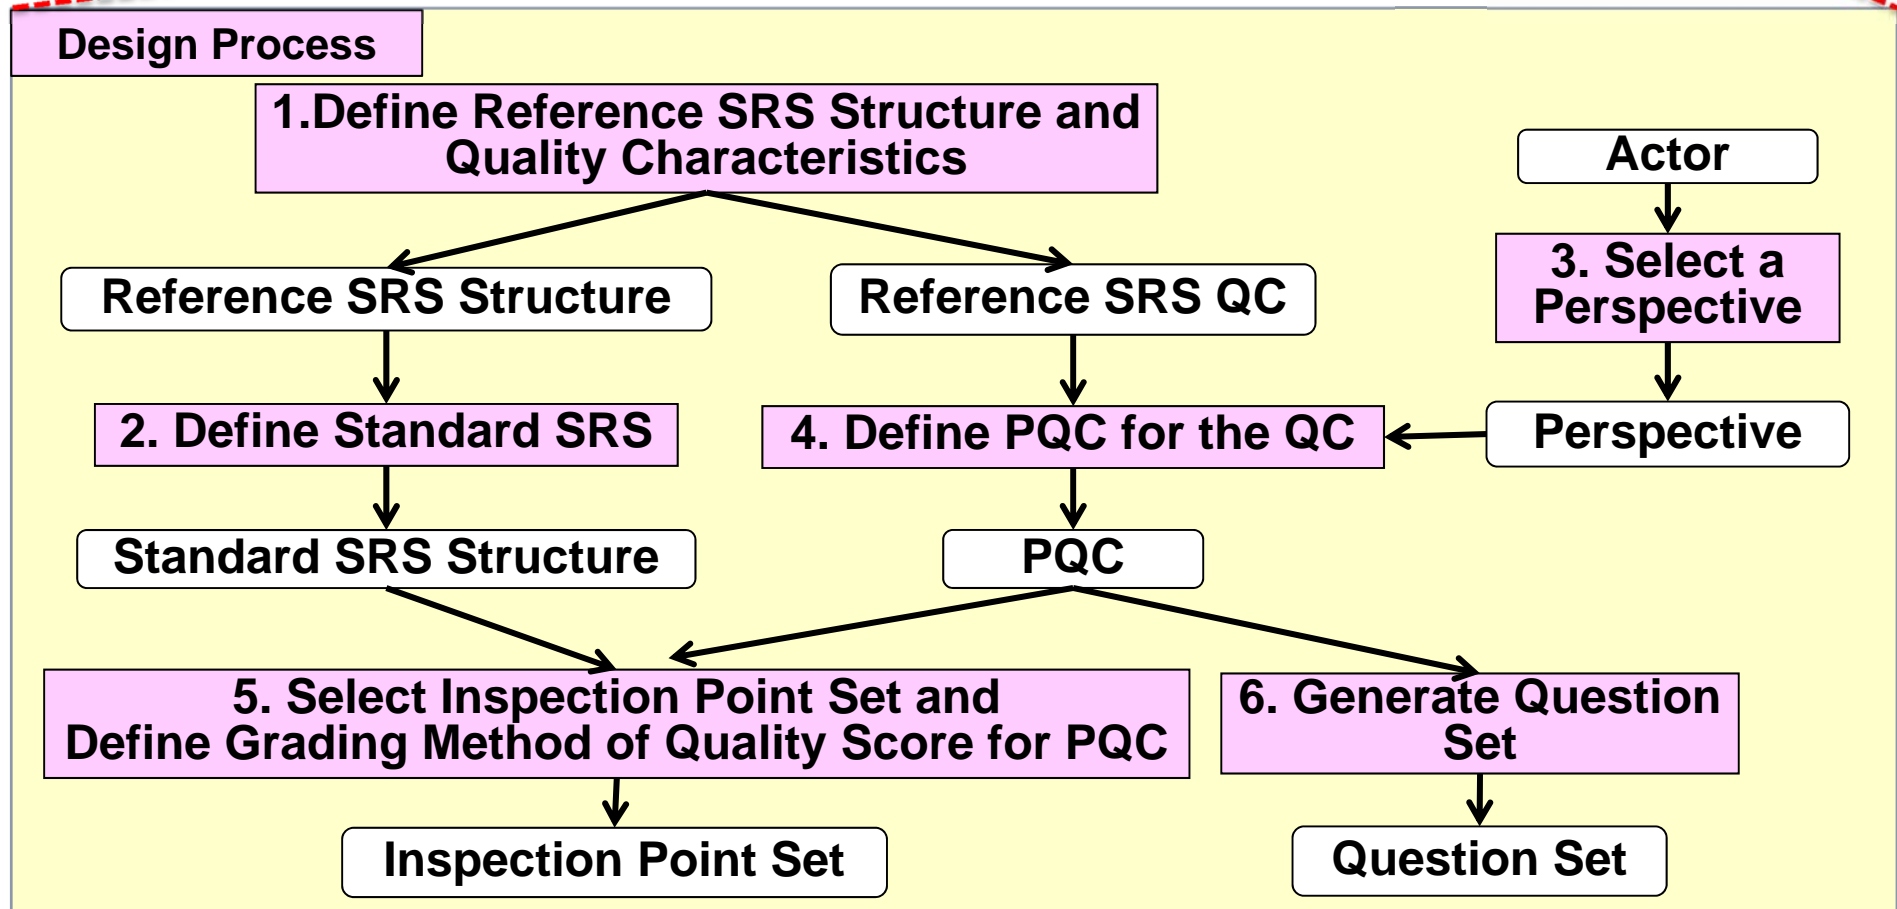 Design Process
1.Define Reference SRS Structure and
Quality Characteristics
Actor
3. Select a
Perspective
Reference SRS Structure
Reference SRS QC
2. Define Standard SRS
4. Define PQC for the QC
Perspective
Standard SRS Structure
PQC
5. Select Inspection Point Set and
Define Grading Method of Quality Score for PQC
6. Generate Question
Set
Inspection Point Set
Question Set